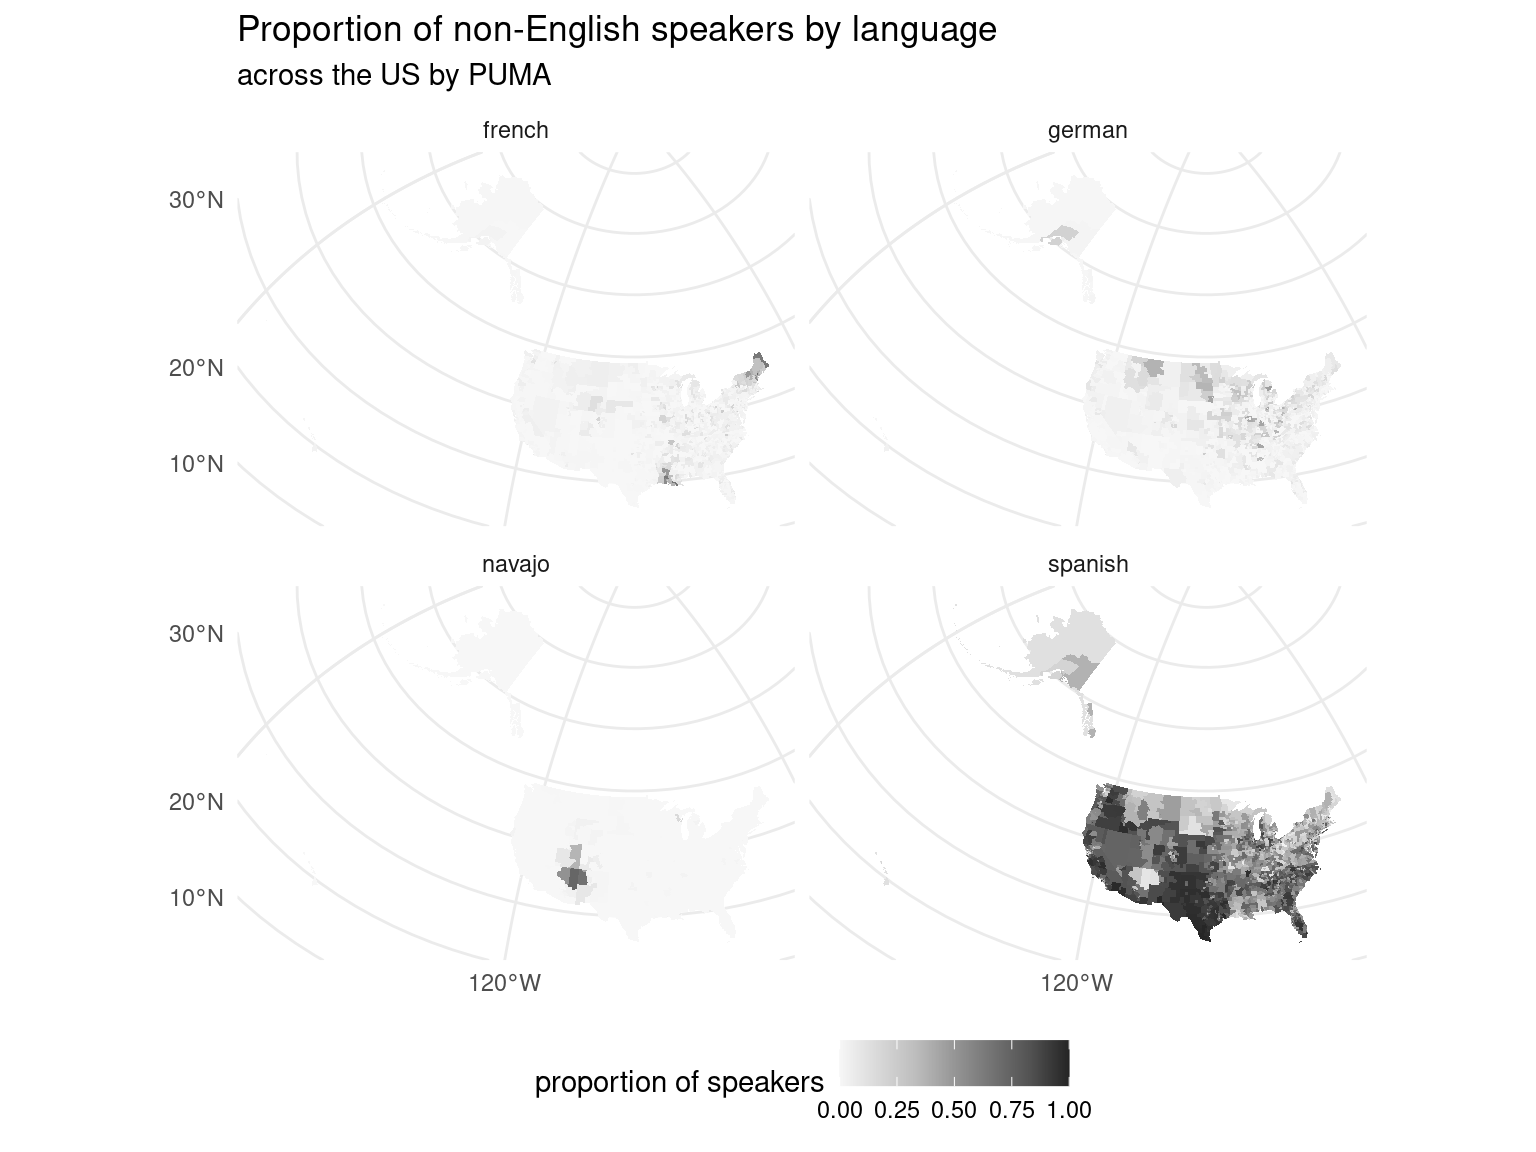 Proportion of non-English speakers by language
across the US by PUMA
french
german
30°N
20°N
10°N
navajo
spanish
30°N
20°N
10°N
120°W
120°W
proportion of speakers
0.00 0.25 0.50 0.75 1.00